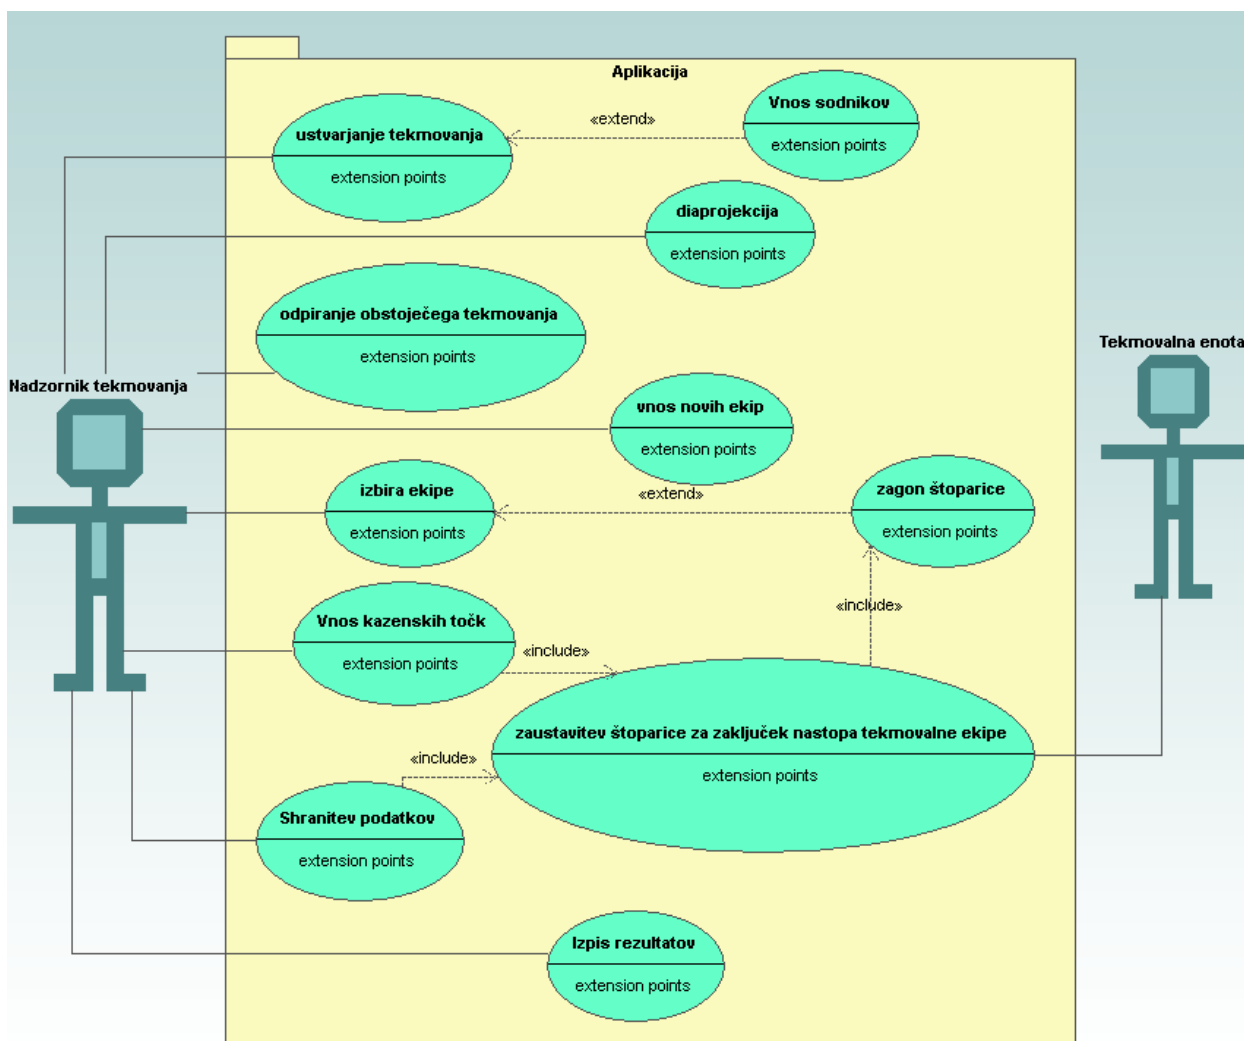 Aplikacija
Vnos sodnikov
extension points
«extend»
ustvarjanje tekmovanja
extension points
diaprojekcija
extension points
odpiranje obstoječega tekmovanja
extension points
Tekmovalna enota
Nadzornik tekmovanja
vnos novih ekip
extension points
izbira ekipe
extension points
«extend»
zagon štoparice
extension points
Vnos kazenskih točk
extension points
«include»
«include»
zaustavitev štoparice za zaključek nastopa tekmovalne ekipe
extension points
«include»
Shranitev podatkov
extension points
Izpis rezultatov
extension points